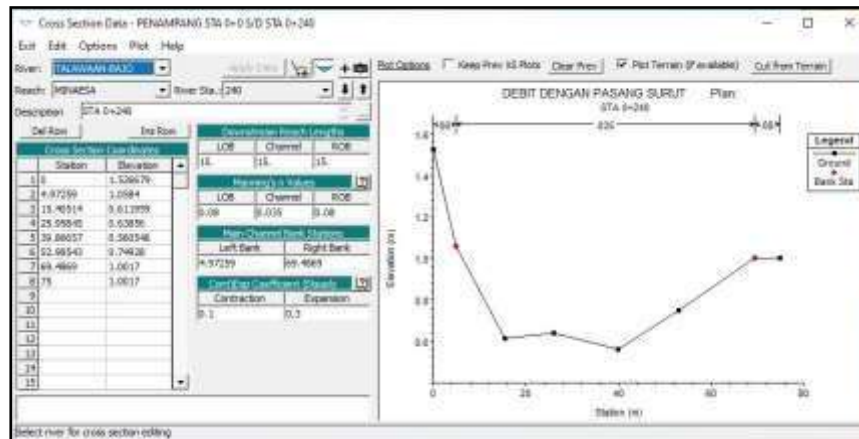 Cross Section Data - PENAMPANG STA 0+0 S/D STA 0+240
Exit Edit Options Plot Help
River: TALAWAAN-BAJO Apply Data
Reach: MINAESA River Sta.: 240
Description STA 0+240
Del Row Ins Row
Cross Section Coordinates
Station Elevation
1 0 1.526679
2 4.97259 1.0584
3 15.46514 0.611959
4 25.95845 0.63856
5 0.560546
6 52.98543 0.74928
7 69.4869 1.0017
8 75 1.0017
9
10
11
12
13
14
15
Downstream Reach Lengths
LOB Channel ROB
15. 15. 15.
Manning's n Values
LOB Channel ROB
0.08 0.035 0.08
Main Channel Bank Stations
Left Bank Right Bank
4.97259 69.4869
Cont\Exp Coefficient (Steady
Contraction Expansion
0.1 0.3
Select river for cross section editing
Plot Options Keep Prev XS Plots Clear Prev Plot Terrain (if available) Cut from Terrain
DEBIT DENGAN PASANG SURUT Plan:
STA 0+240
.035
Legend
Ground
Bank Sta
Elevation (m)
1.6
1.4
1.2
1.0
0.8
0.6
0 20 40 60 80
Station (m)